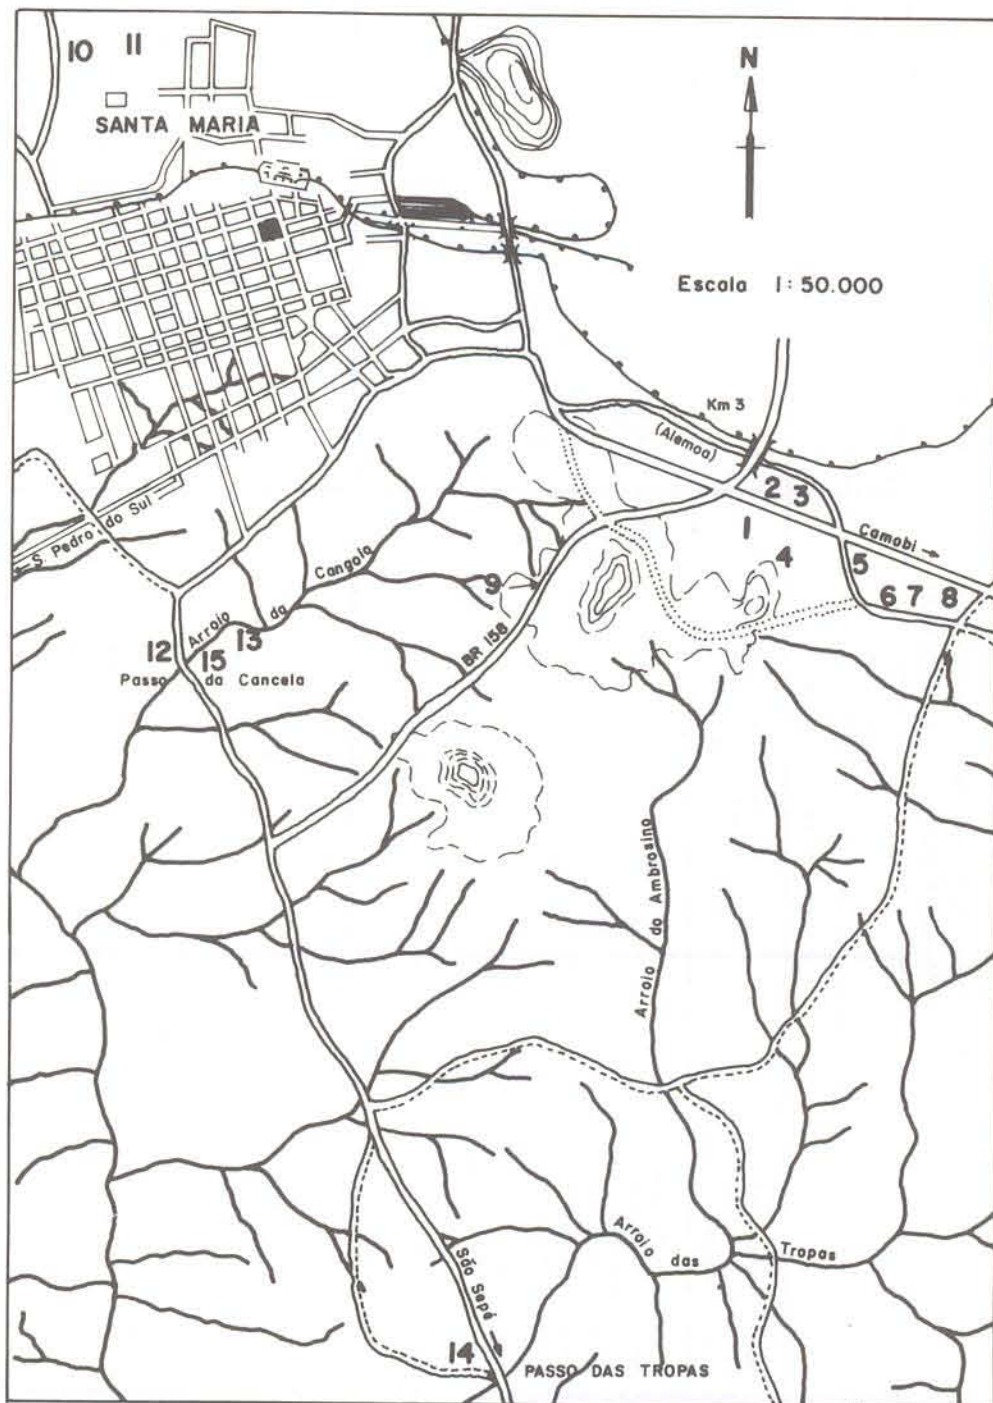 10 11
N
SANTA MARIA
Escala 1:50.000
Km 3
(Alemoa)
2 3
1
← S. Pedro do Sul
Camobi →
4
5
Arroio da Cangoia
9
6 7 8
BR 158
12 15 13
Passo da Cancela
Arroio do Ambrosino
Arroio das Tropas
São Sepé →
14
PASSO DAS TROPAS